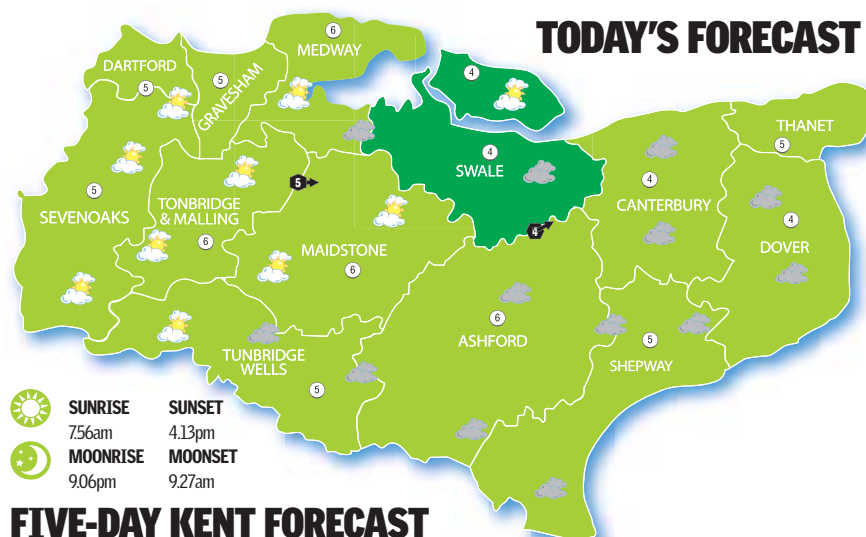 TODAY'S FORECAST
6
MEDWAY
DARTFORD
5
5
GRAVESHAM
4
THANET
5
4
SWALE
4
CANTERBURY
5
SEVENOAKS
5
TONBRIDGE
& MALLING
6
4
DOVER
4
MAIDSTONE
6
6
ASHFORD
5
SHEPWAY
TUNBRIDGE
WELLS
5
SUNRISE SUNSET
7.56am 4.13pm
MOONRISE MOONSET
9.06pm 9.27am
FIVE-DAY KENT FORECAST